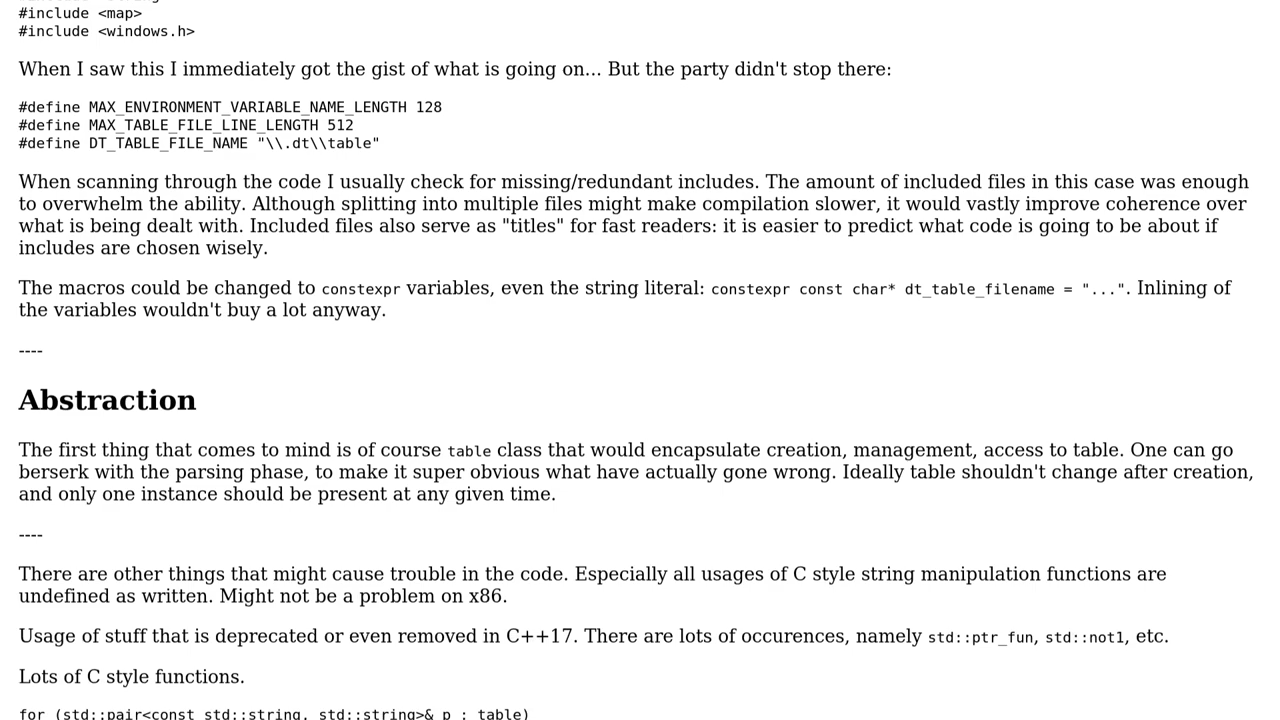 #include <map>
#include <windows.h>
When I saw this I immediately got the gist of what is going on... But the party didn't stop there:
#define MAX_ENVIRONMENT_VARIABLE_NAME_LENGTH 128
#define MAX_TABLE_FILE_LINE_LENGTH 512
#define DT_TABLE_FILE_NAME "\\.dt\\table"
When scanning through the code I usually check for missing/redundant includes. The amount of included files in this case was enough
to overwhelm the ability. Although splitting into multiple files might make compilation slower, it would vastly improve coherence over
what is being dealt with. Included files also serve as "titles" for fast readers: it is easier to predict what code is going to be about if
includes are chosen wisely.
The macros could be changed to constexpr variables, even the string literal: constexpr const char* dt_table_filename = "...". Inlining of
the variables wouldn't buy a lot anyway.
----
Abstraction
The first thing that comes to mind is of course table class that would encapsulate creation, management, access to table. One can go
berserk with the parsing phase, to make it super obvious what have actually gone wrong. Ideally table shouldn't change after creation,
and only one instance should be present at any given time.
----
There are other things that might cause trouble in the code. Especially all usages of C style string manipulation functions are
undefined as written. Might not be a problem on x86.
Usage of stuff that is deprecated or even removed in C++17. There are lots of occurences, namely std::ptr_fun, std::not1, etc.
Lots of C style functions.
for (std::pair<const std::string, std::string>& p : table)